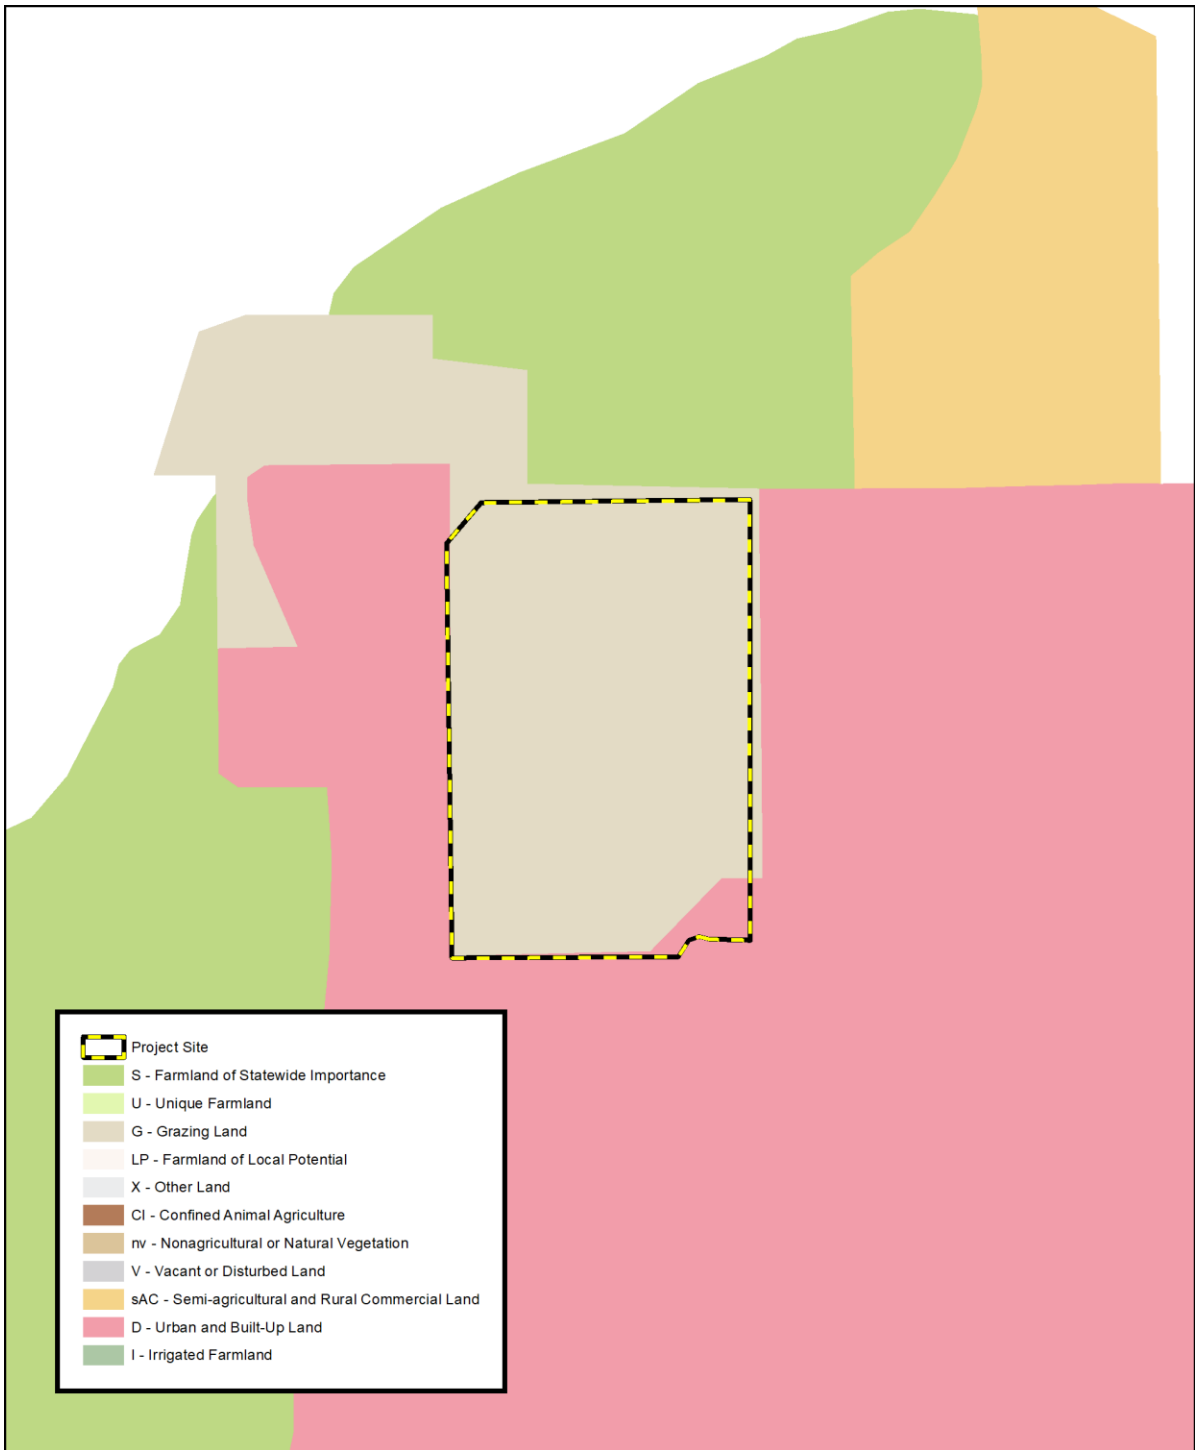 Project Site
S - Farmland of Statewide Importance
U - Unique Farmland
G - Grazing Land
LP - Farmland of Local Potential
X - Other Land
CI - Confined Animal Agriculture
nv - Nonagricultural or Natural Vegetation
V - Vacant or Disturbed Land
sAC - Semi-agricultural and Rural Commercial Land
D - Urban and Built-Up Land
I - Irrigated Farmland